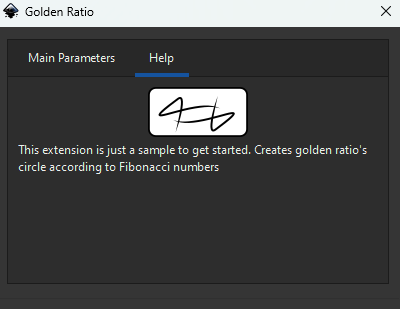 Golden Ratio
Main Parameters
Help
This extension is just a sample to get started. Creates golden ratio's
circle according to Fibonacci numbers